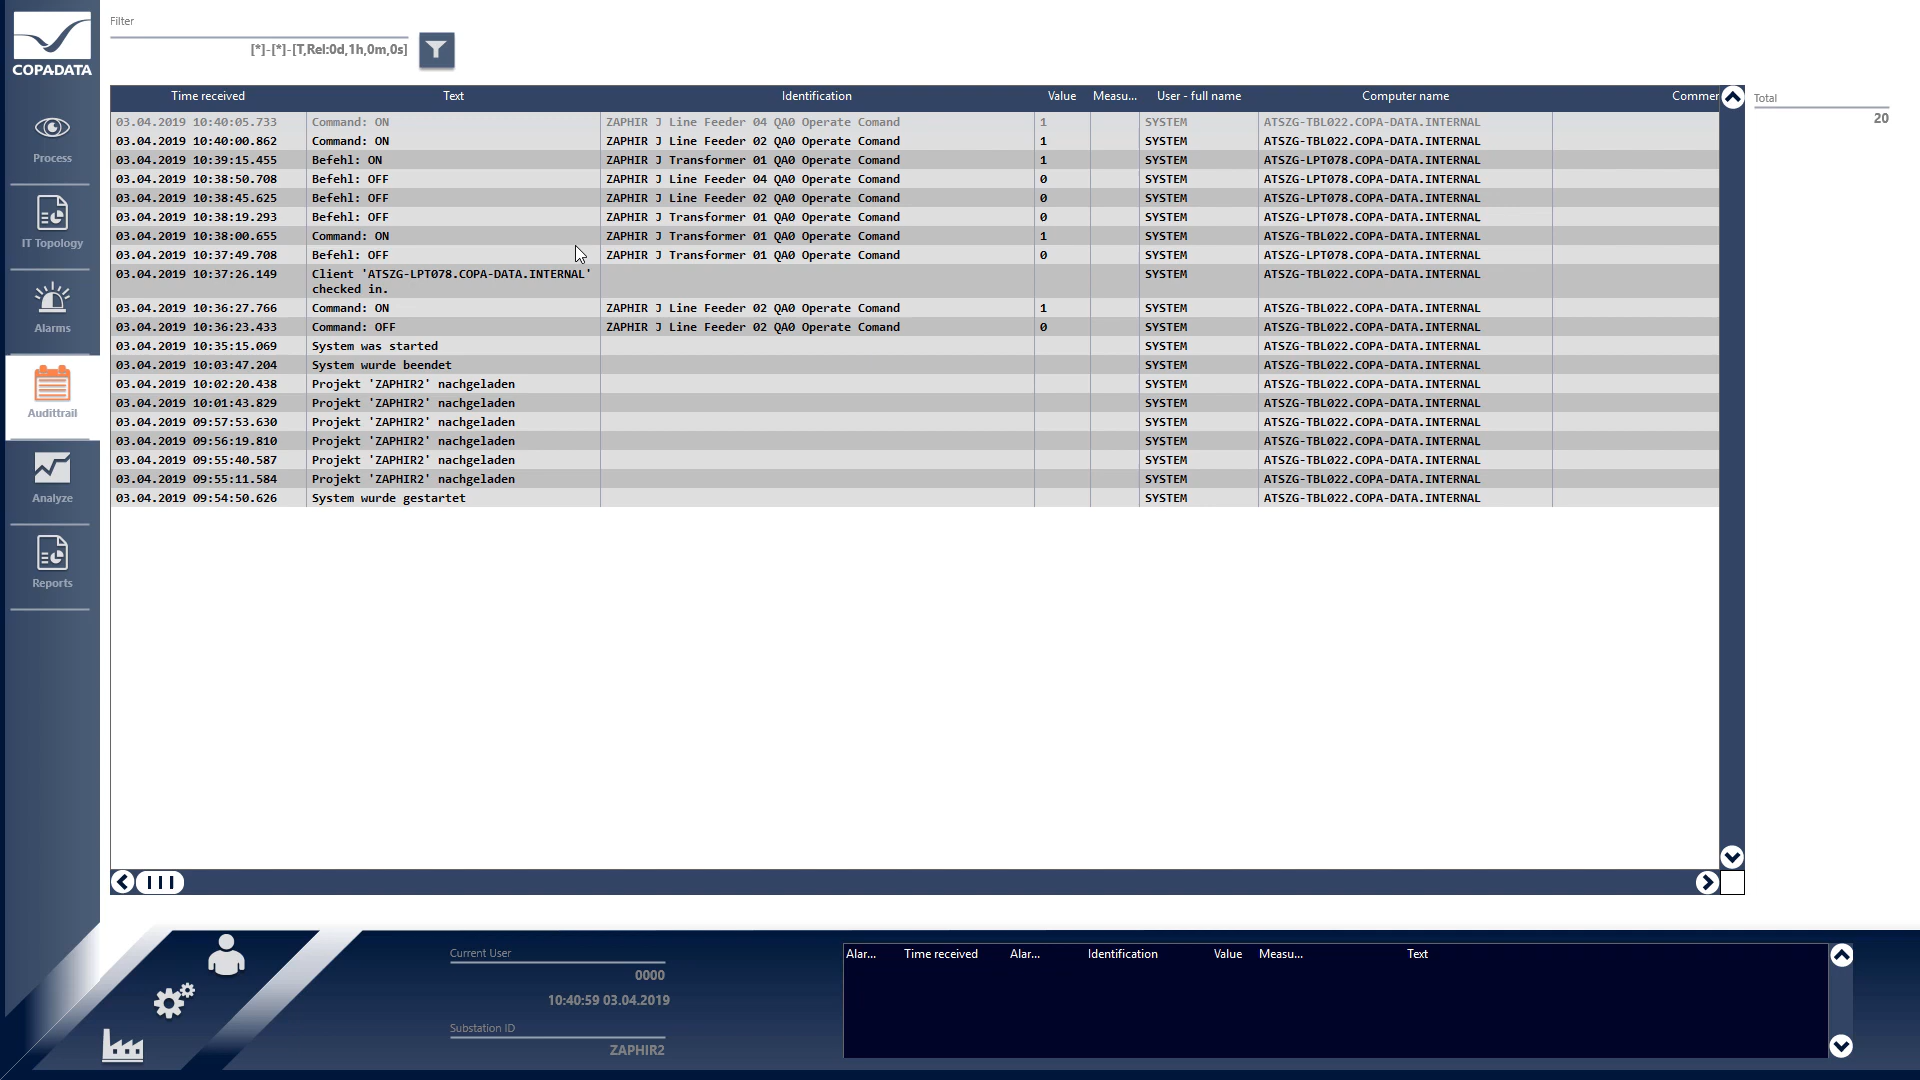 COPADATA
Process
IT Topology
Alarms
Audittrail
Analyze
Reports
Filter
[*]-[*]-[T,Rel:0d,1h,0m,0s]
Time received Text Identification Value Measu... User - full name Computer name Commer
03.04.2019 10:40:05.733 Command: ON ZAPHIR J Line Feeder 04 QA0 Operate Comand 1 SYSTEM ATSZG-TBL022.COPA-DATA.INTERNAL
03.04.2019 10:40:00.862 Command: ON ZAPHIR J Line Feeder 02 QA0 Operate Comand 1 SYSTEM ATSZG-TBL022.COPA-DATA.INTERNAL
03.04.2019 10:39:15.455 Befehl: ON ZAPHIR J Transformer 01 QA0 Operate Comand 1 SYSTEM ATSZG-LPT078.COPA-DATA.INTERNAL
03.04.2019 10:38:50.708 Befehl: OFF ZAPHIR J Line Feeder 04 QA0 Operate Comand 0 SYSTEM ATSZG-LPT078.COPA-DATA.INTERNAL
03.04.2019 10:38:45.625 Befehl: OFF ZAPHIR J Line Feeder 02 QA0 Operate Comand 0 SYSTEM ATSZG-LPT078.COPA-DATA.INTERNAL
03.04.2019 10:38:19.293 Befehl: OFF ZAPHIR J Transformer 01 QA0 Operate Comand 0 SYSTEM ATSZG-LPT078.COPA-DATA.INTERNAL
03.04.2019 10:38:00.655 Command: ON ZAPHIR J Transformer 01 QA0 Operate Comand 1 SYSTEM ATSZG-TBL022.COPA-DATA.INTERNAL
03.04.2019 10:37:49.708 Befehl: OFF ZAPHIR J Transformer 01 QA0 Operate Comand 0 SYSTEM ATSZG-LPT078.COPA-DATA.INTERNAL
03.04.2019 10:37:26.149 Client 'ATSZG-LPT078.COPA-DATA.INTERNAL' SYSTEM ATSZG-TBL022.COPA-DATA.INTERNAL
checked in.
03.04.2019 10:36:27.766 Command: ON ZAPHIR J Line Feeder 02 QA0 Operate Comand 1 SYSTEM ATSZG-TBL022.COPA-DATA.INTERNAL
03.04.2019 10:36:23.433 Command: OFF ZAPHIR J Line Feeder 02 QA0 Operate Comand 0 SYSTEM ATSZG-TBL022.COPA-DATA.INTERNAL
03.04.2019 10:35:15.069 System was started SYSTEM ATSZG-TBL022.COPA-DATA.INTERNAL
03.04.2019 10:03:47.204 System wurde beendet SYSTEM ATSZG-TBL022.COPA-DATA.INTERNAL
03.04.2019 10:02:20.438 Projekt 'ZAPHIR2' nachgeladen SYSTEM ATSZG-TBL022.COPA-DATA.INTERNAL
03.04.2019 10:01:43.829 Projekt 'ZAPHIR2' nachgeladen SYSTEM ATSZG-TBL022.COPA-DATA.INTERNAL
03.04.2019 09:57:53.630 Projekt 'ZAPHIR2' nachgeladen SYSTEM ATSZG-TBL022.COPA-DATA.INTERNAL
03.04.2019 09:56:19.810 Projekt 'ZAPHIR2' nachgeladen SYSTEM ATSZG-TBL022.COPA-DATA.INTERNAL
03.04.2019 09:55:40.587 Projekt 'ZAPHIR2' nachgeladen SYSTEM ATSZG-TBL022.COPA-DATA.INTERNAL
03.04.2019 09:55:11.584 Projekt 'ZAPHIR2' nachgeladen SYSTEM ATSZG-TBL022.COPA-DATA.INTERNAL
03.04.2019 09:54:50.626 System wurde gestartet SYSTEM ATSZG-TBL022.COPA-DATA.INTERNAL
Total
20
Current User
0000
10:40:59 03.04.2019
Substation ID
ZAPHIR2
Alar... Time received Alar... Identification Value Measu... Text